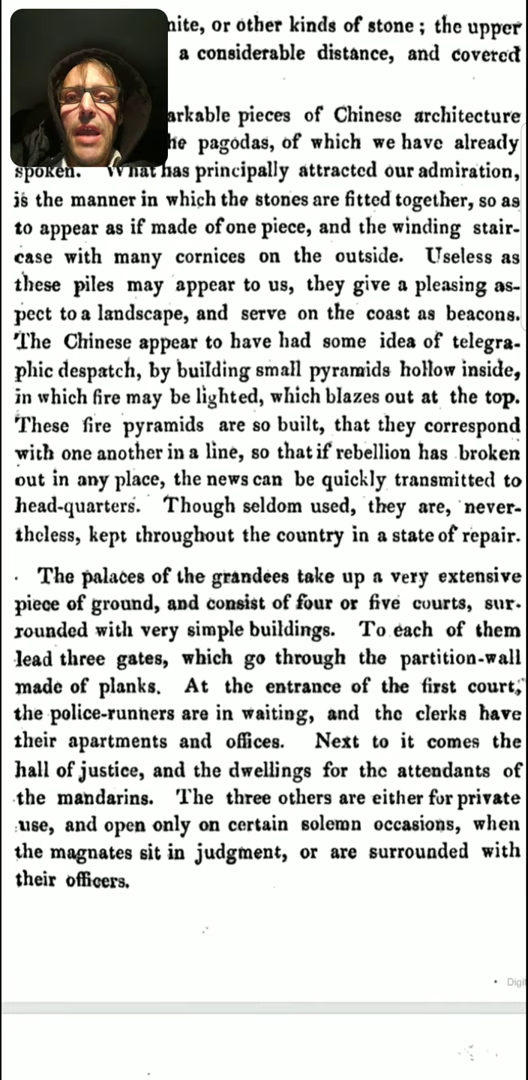 nite, or other kinds of stone ; the upper
a considerable distance, and covered
arkable pieces of Chinese architecture
he pagodas, of which we have already
spoken. What has principally attracted our admiration,
is the manner in which the stones are fitted together, so as
to appear as if made of one piece, and the winding stair-
case with many cornices on the outside. Useless as
these piles may appear to us, they give a pleasing as-
pect to a landscape, and serve on the coast as beacons.
The Chinese appear to have had some idea of telegra-
phic despatch, by building small pyramids hollow inside,
in which fire may be lighted, which blazes out at the top.
These fire pyramids are so built, that they correspond
with one another in a line, so that if rebellion has broken
out in any place, the news can be quickly transmitted to
head-quarters. Though seldom used, they are, never-
theless, kept throughout the country in a state of repair.
The palaces of the grandees take up a very extensive
piece of ground, and consist of four or five courts, sur-
rounded with very simple buildings. To each of them
lead three gates, which go through the partition-wall
made of planks. At the entrance of the first court,
the police-runners are in waiting, and the clerks have
their apartments and offices. Next to it comes the
hall of justice, and the dwellings for the attendants of
the mandarins. The three others are either for private
use, and open only on certain solemn occasions, when
the magnates sit in judgment, or are surrounded with
their officers.
Digi